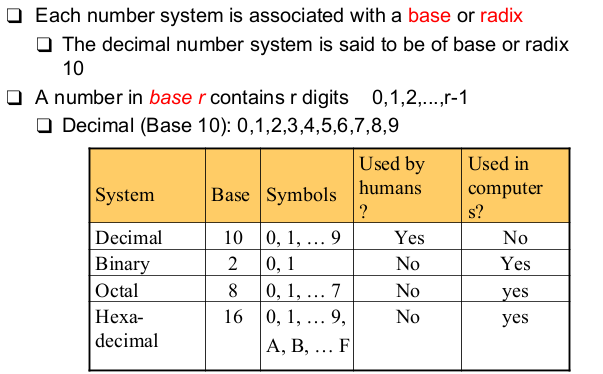 ❑ Each number system is associated with a base or radix
❑ The decimal number system is said to be of base or radix
10
❑ A number in base r contains r digits 0,1,2,...,r-1
❑ Decimal (Base 10): 0,1,2,3,4,5,6,7,8,9
System Base Symbols Used by humans ? Used in computer s?
Decimal 10 0, 1, … 9 Yes No
Binary 2 0, 1 No Yes
Octal 8 0, 1, … 7 No yes
Hexa- 16 0, 1, … 9, No yes
decimal A, B, … F